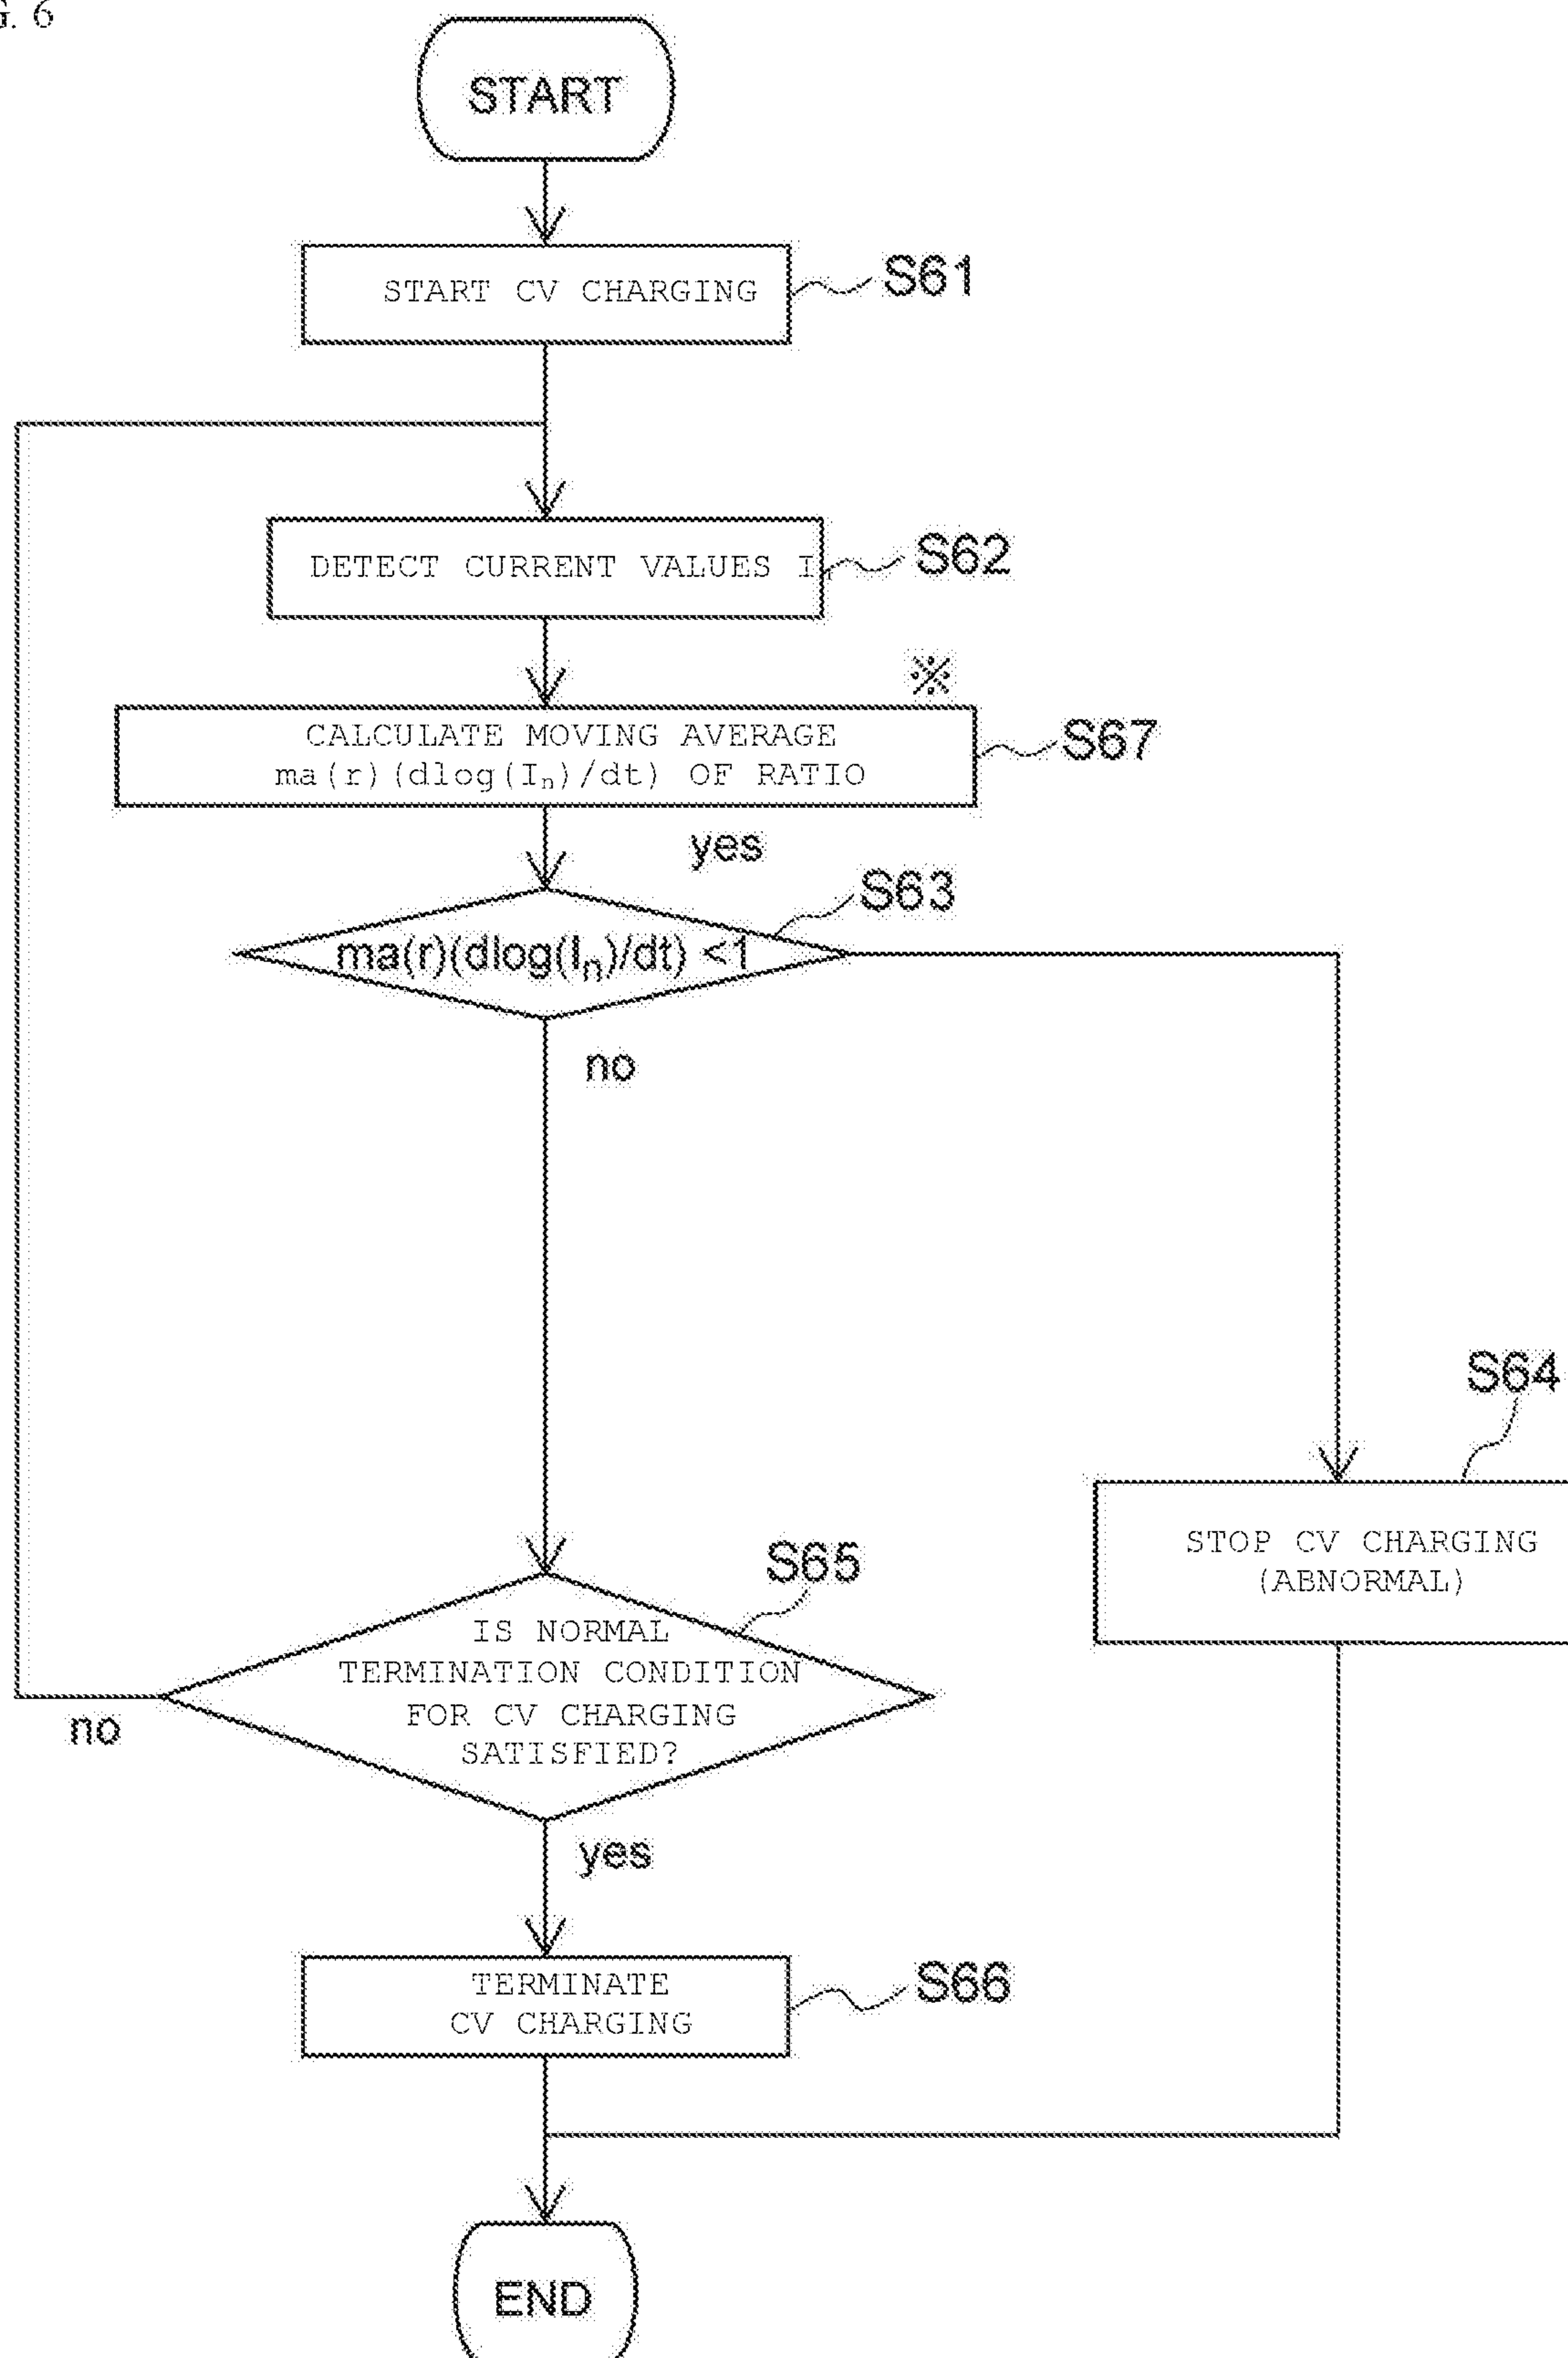 G. 6
START
START CV CHARGING
S61
DETECT CURRENT VALUES I
S62
※
CALCULATE MOVING AVERAGE
ma(r)(dlog(Iₙ)/dt) OF RATIO
S67
yes
S63
ma(r)(dlog(Iₙ)/dt) <1
no
S64
STOP CV CHARGING
(ABNORMAL)
S65
IS NORMAL
TERMINATION CONDITION
FOR CV CHARGING
SATISFIED?
no
yes
TERMINATE
CV CHARGING
S66
END